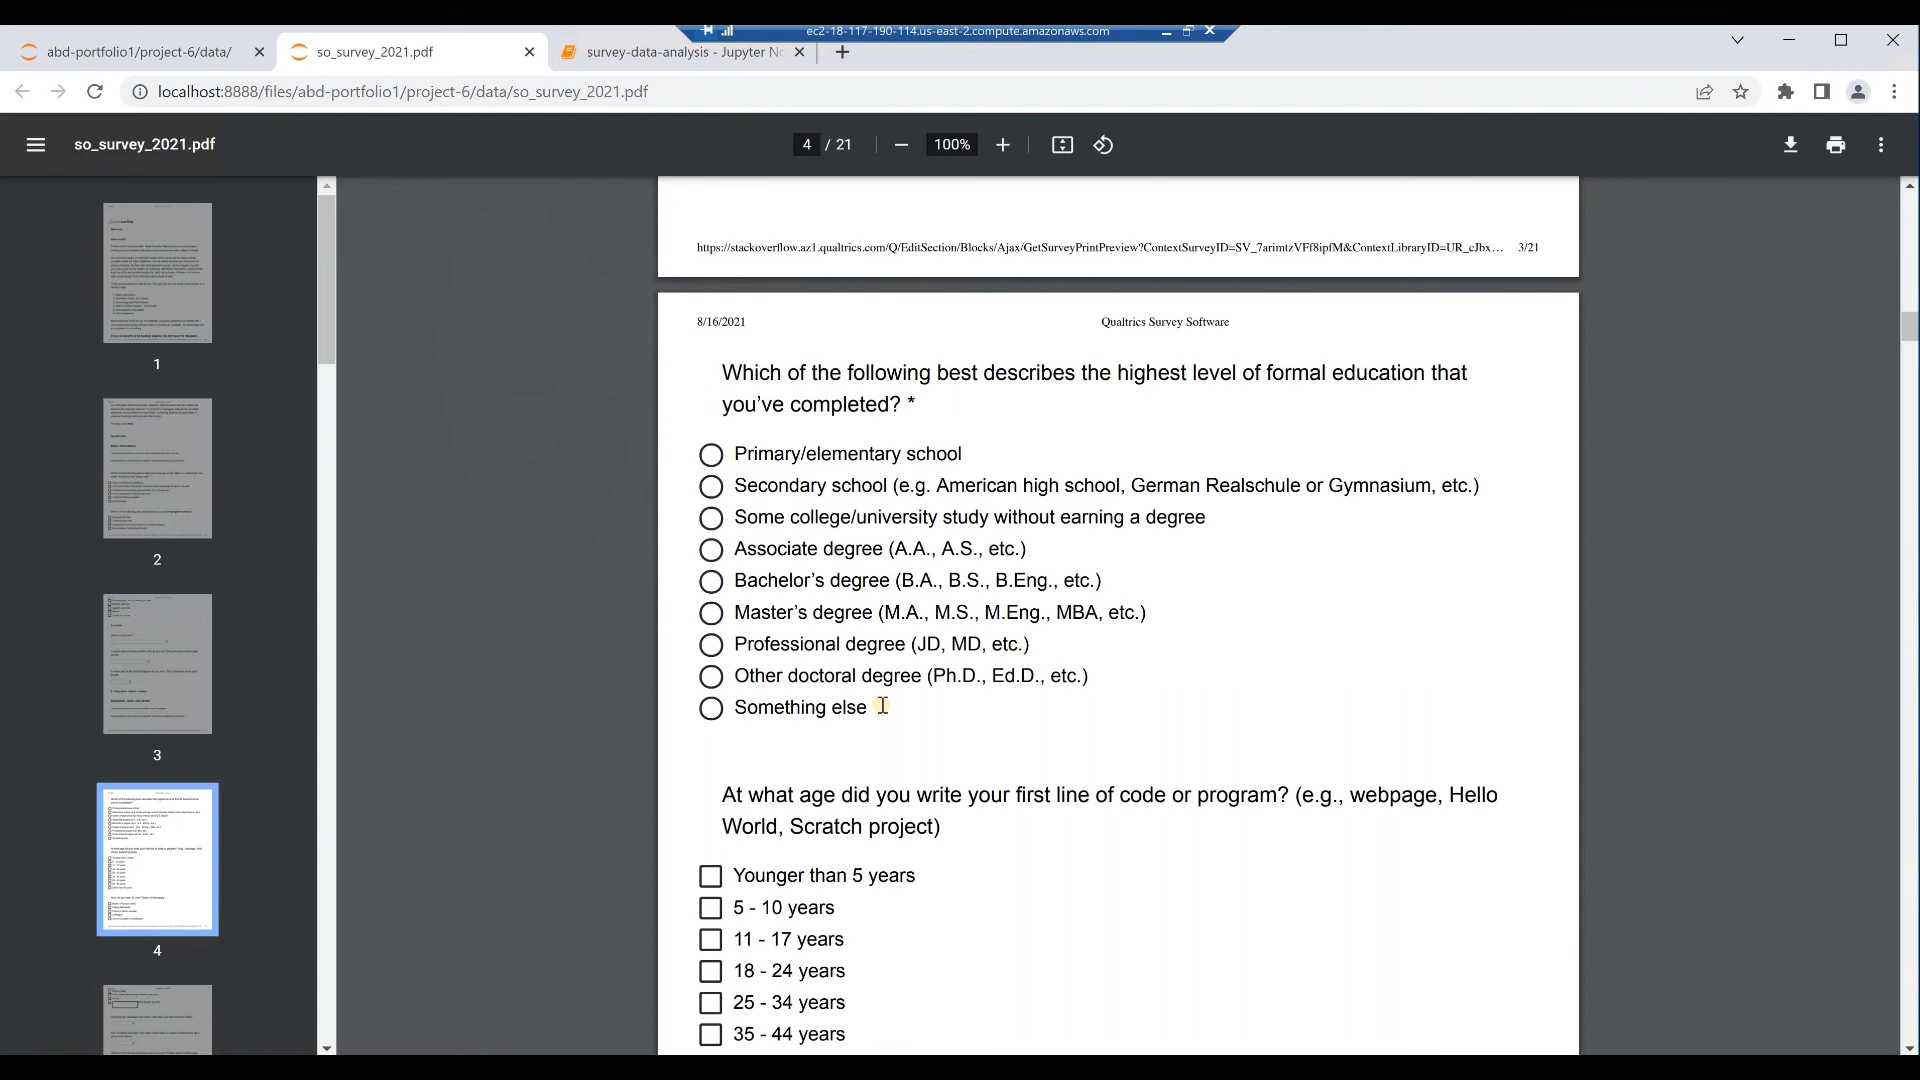 ec2-18-117-190-114.us-east-2.compute.amazonaws.com
abd-portfolio1/project-6/data/
so_survey_2021.pdf
survey-data-analysis - Jupyter No
localhost:8888/files/abd-portfolio1/project-6/data/so_survey_2021.pdf
so_survey_2021.pdf
4 / 21
100%
1
2
3
4
https://stackoverflow.az1.qualtrics.com/Q/EditSection/Blocks/Ajax/GetSurveyPrintPreview?ContextSurveyID=SV_7arimtzVFf8ipfM&ContextLibraryID=UR_cJbx… 3/21
8/16/2021 Qualtrics Survey Software
Which of the following best describes the highest level of formal education that
you’ve completed? *
Primary/elementary school
Secondary school (e.g. American high school, German Realschule or Gymnasium, etc.)
Some college/university study without earning a degree
Associate degree (A.A., A.S., etc.)
Bachelor’s degree (B.A., B.S., B.Eng., etc.)
Master’s degree (M.A., M.S., M.Eng., MBA, etc.)
Professional degree (JD, MD, etc.)
Other doctoral degree (Ph.D., Ed.D., etc.)
Something else
At what age did you write your first line of code or program? (e.g., webpage, Hello
World, Scratch project)
Younger than 5 years
5 - 10 years
11 - 17 years
18 - 24 years
25 - 34 years
35 - 44 years